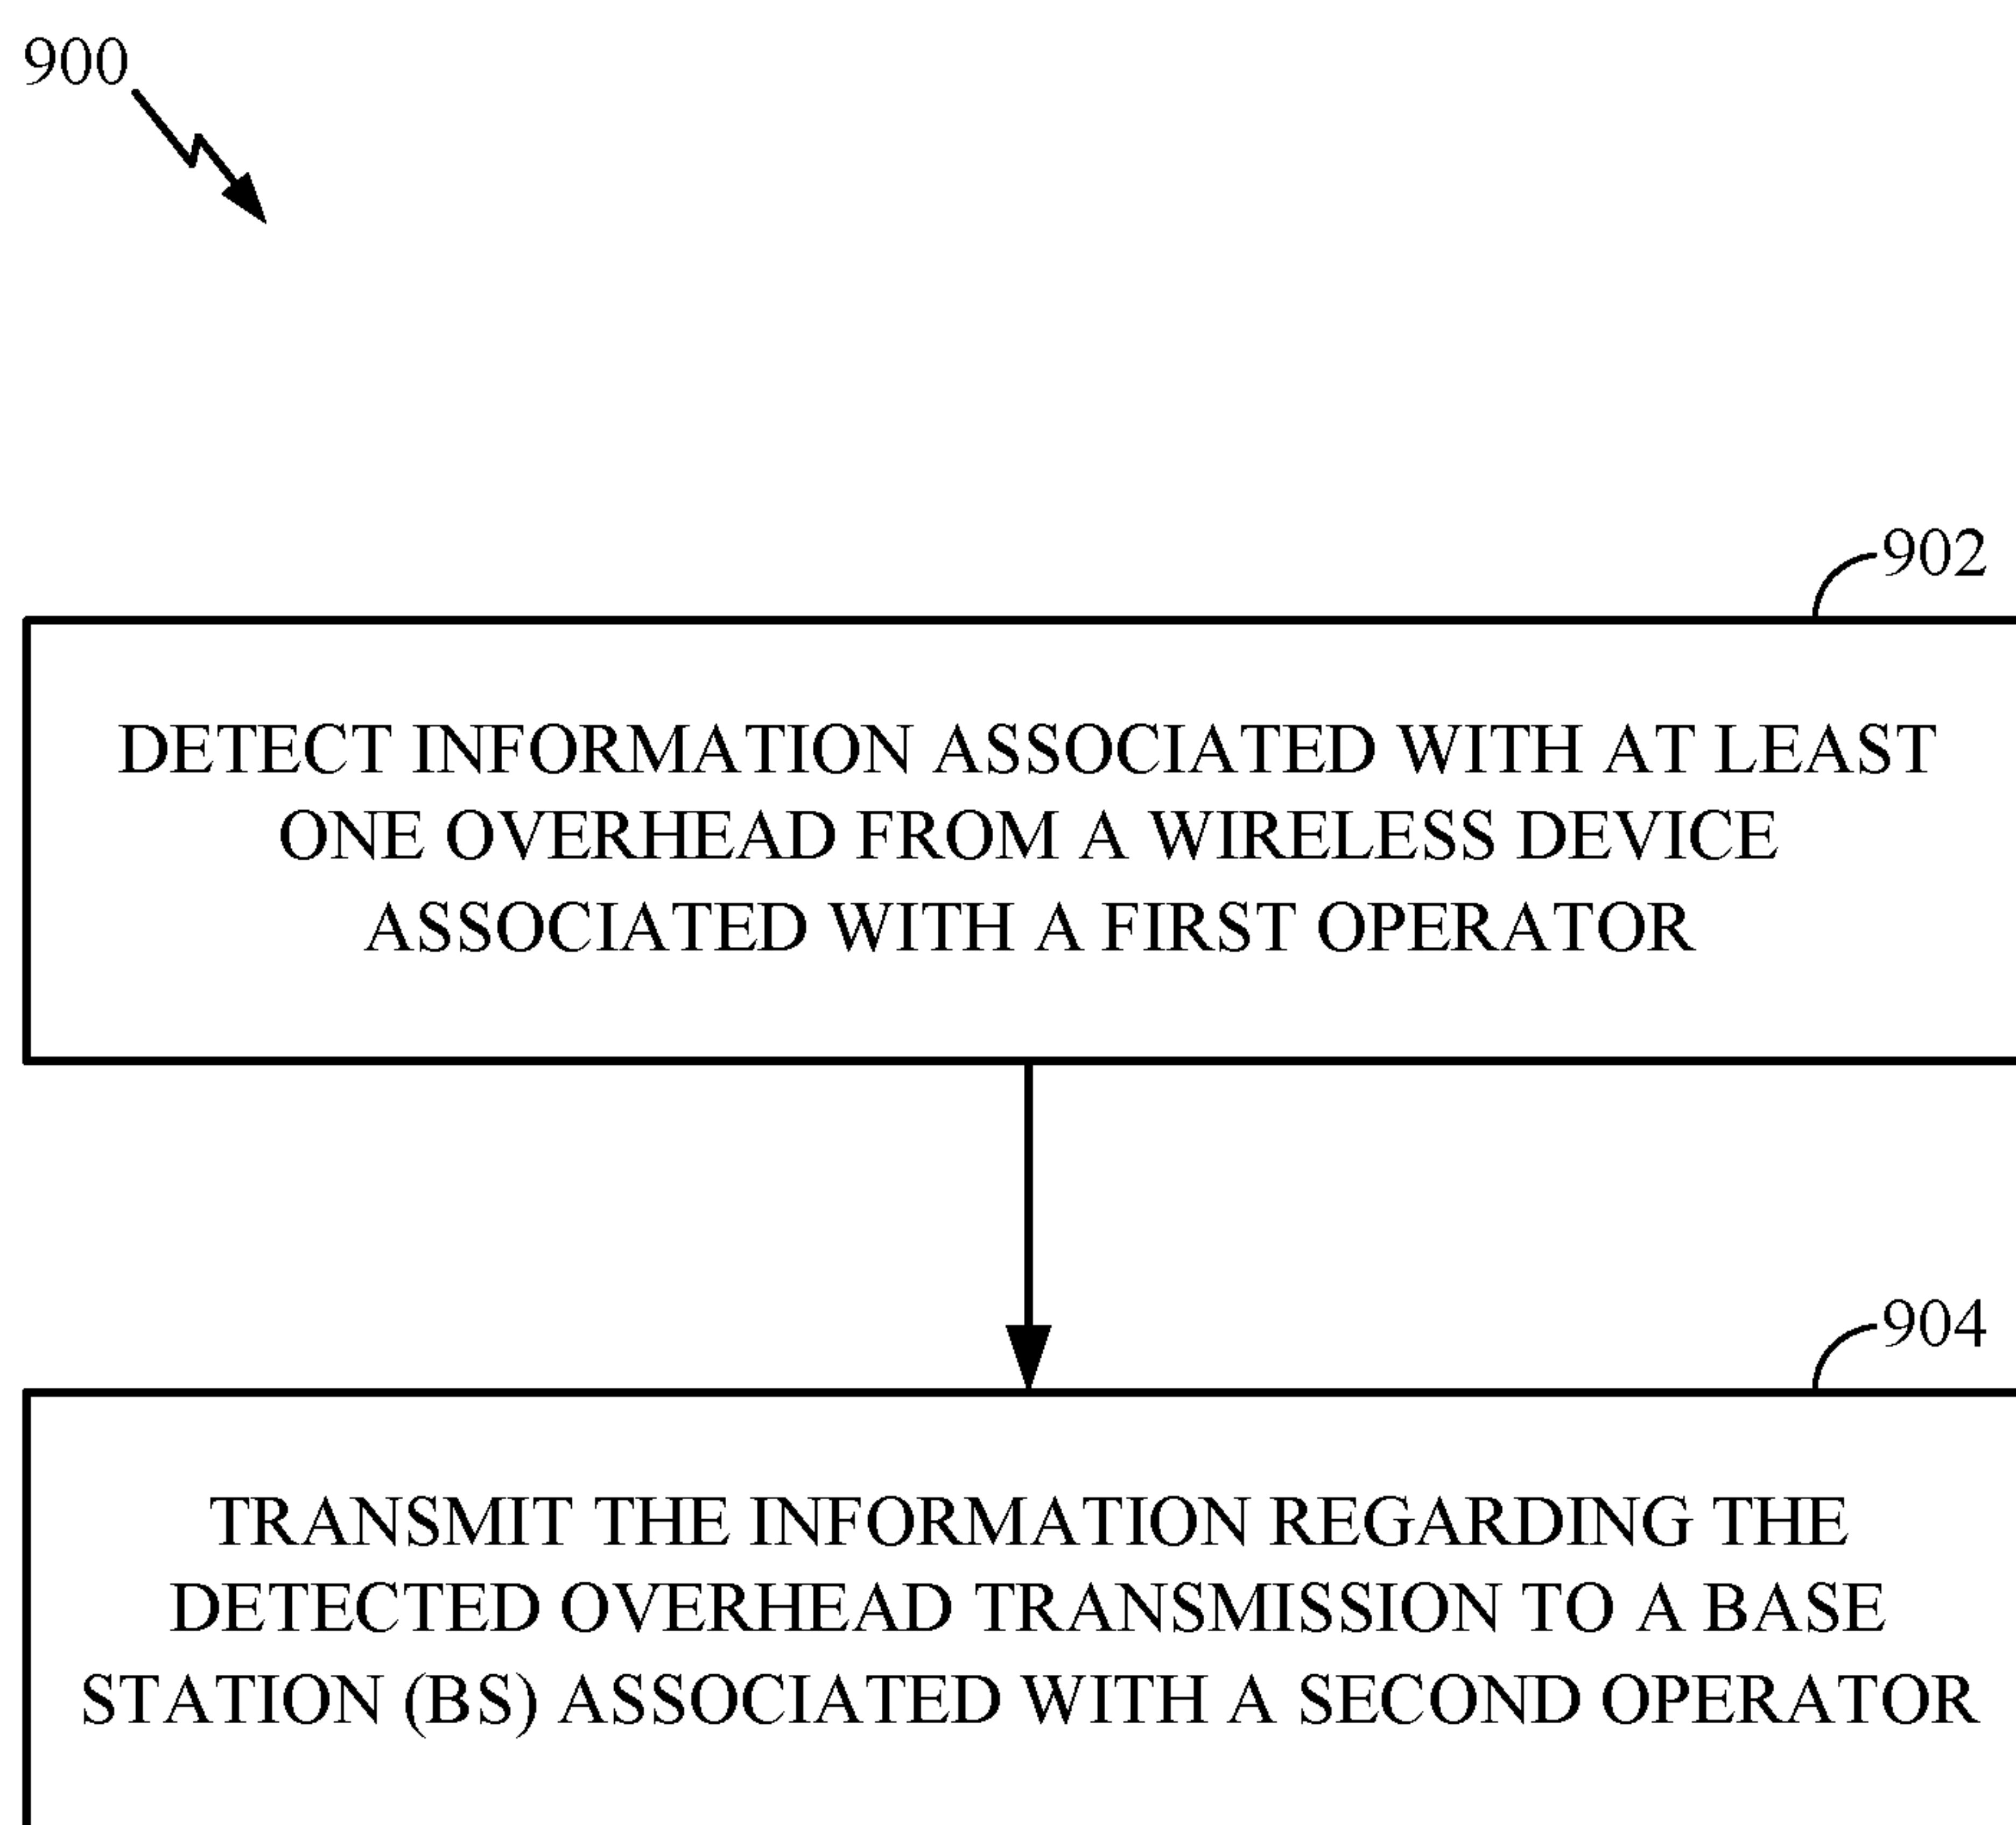 900
902
DETECT INFORMATION ASSOCIATED WITH AT LEAST
ONE OVERHEAD FROM A WIRELESS DEVICE
ASSOCIATED WITH A FIRST OPERATOR
904
TRANSMIT THE INFORMATION REGARDING THE
DETECTED OVERHEAD TRANSMISSION TO A BASE
STATION (BS) ASSOCIATED WITH A SECOND OPERATOR